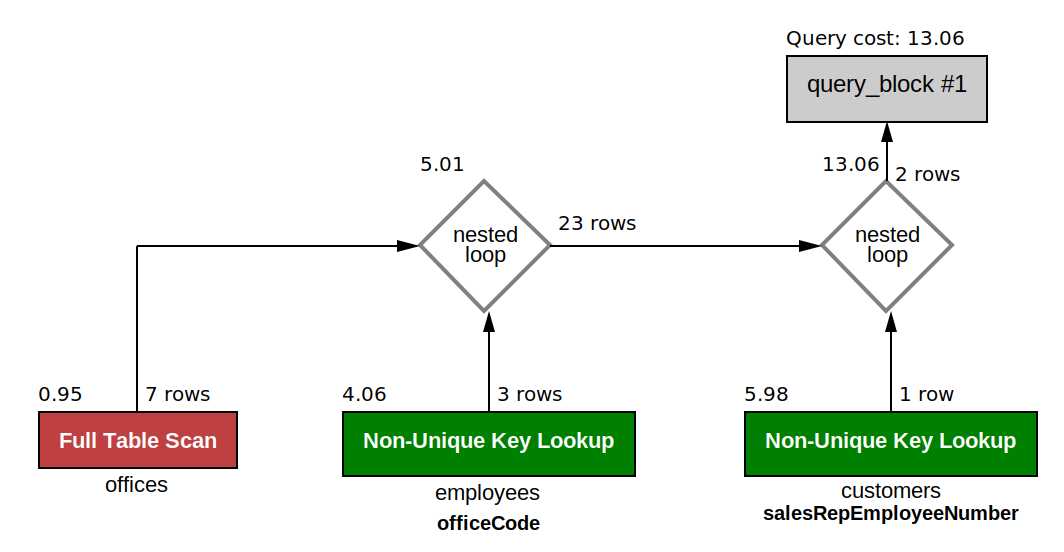 Query cost: 13.06
query_block #1
5.01
13.06
2 rows
nested
loop
23 rows
nested
loop
0.95
7 rows
4.06
3 rows
5.98
1 row
Full Table Scan
Non-Unique Key Lookup
Non-Unique Key Lookup
offices
employees
officeCode
customers
salesRepEmployeeNumber